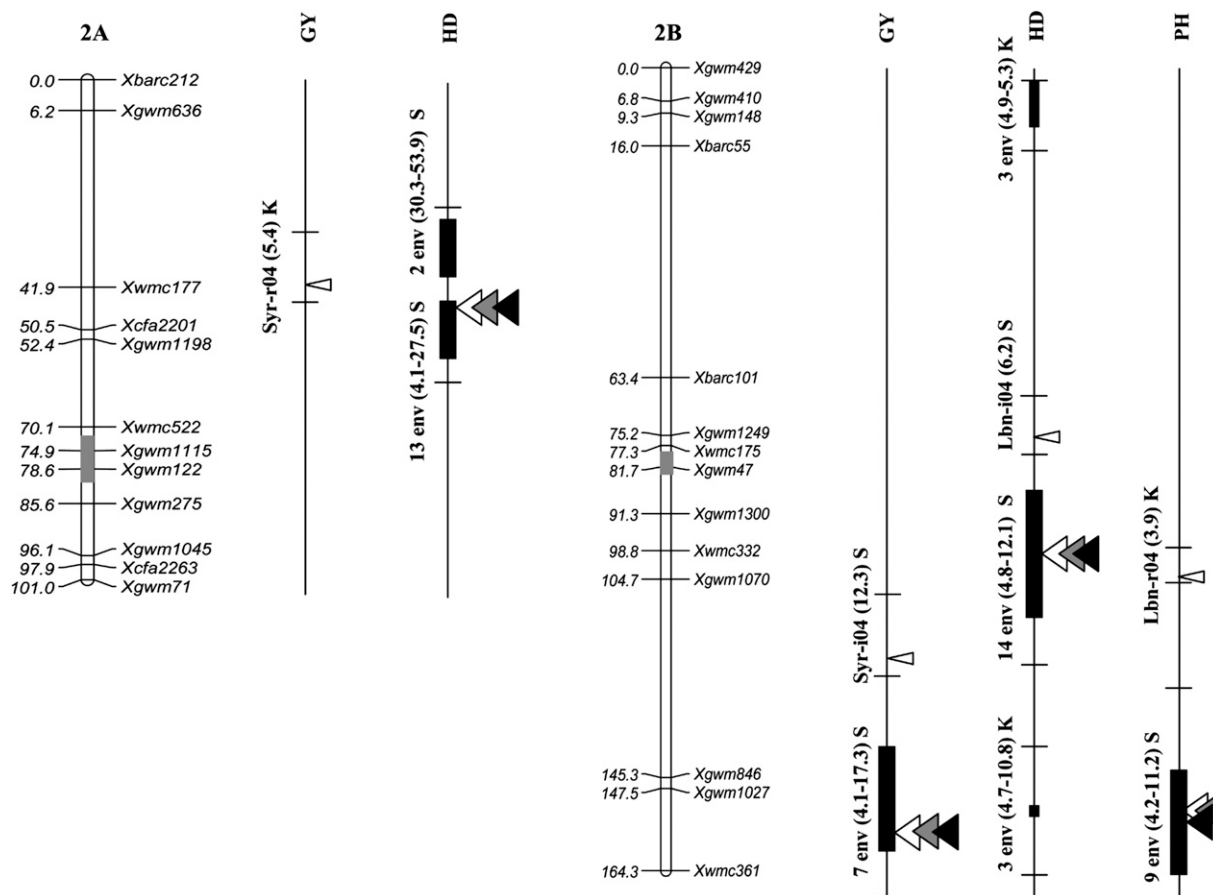 2A
GY
HD
0.0 Xbarc212
6.2 Xgwm636
41.9 Xwmc177
50.5 Xcfa2201
52.4 Xgwm1198
70.1 Xwmc522
74.9 Xgwm1115
78.6 Xgwm122
85.6 Xgwm275
96.1 Xgwm1045
97.9 Xcfa2263
101.0 Xgwm71
Syr-r04 (5.4) K
2 env (30.3-53.9) S
13 env (4.1-27.5) S
2B
GY
HD
PH
0.0 Xgwm429
6.8 Xgwm410
9.3 Xgwm148
16.0 Xbarc55
63.4 Xbarc101
75.2 Xgwm1249
77.3 Xwmc175
81.7 Xgwm47
91.3 Xgwm1300
98.8 Xwmc332
104.7 Xgwm1070
145.3 Xgwm846
147.5 Xgwm1027
164.3 Xwmc361
Syr-i04 (12.3) S
7 env (4.1-17.3) S
3 env (4.9-5.3) K
Lbn-i04 (6.2) S
14 env (4.8-12.1) S
3 env (4.7-10.8) K
Lbn-r04 (3.9) K
9 env (4.2-11.2) S